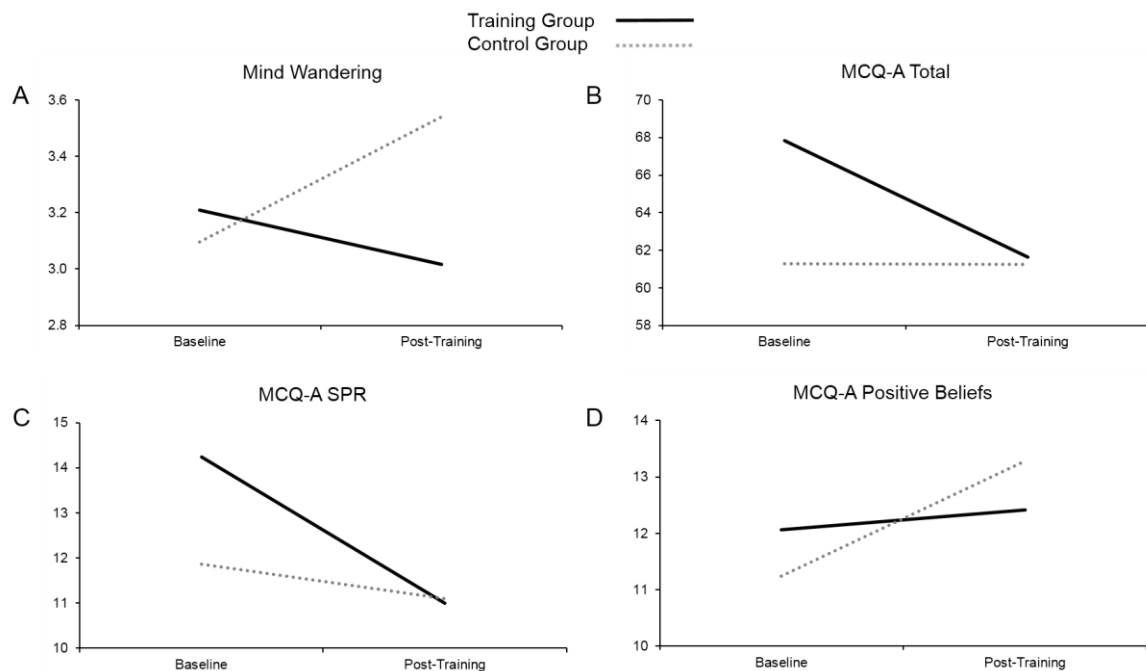 Training Group
Control Group
A
Mind Wandering
3.6
3.4
3.2
3.0
2.8
Baseline
Post-Training
B
MCQ-A Total
70
68
66
64
62
60
58
Baseline
Post-Training
C
MCQ-A SPR
15
14
13
12
11
10
Baseline
Post-Training
D
MCQ-A Positive Beliefs
14
13
12
11
10
Baseline
Post-Training